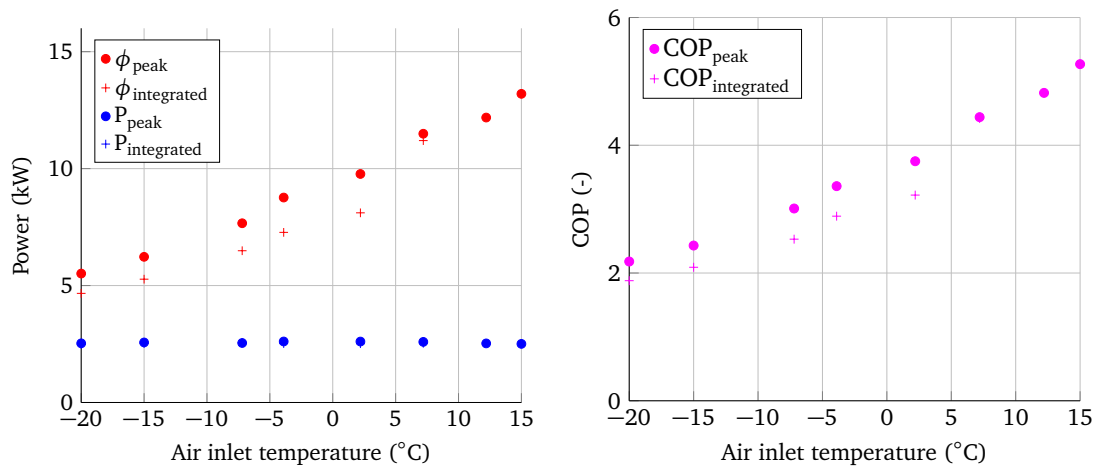 15
10
5
0
Power (kW)
ϕpeak
ϕintegrated
Ppeak
Pintegrated
−20 −15 −10 −5 0 5 10 15
Air inlet temperature (°C)
6
4
2
0
COP (-)
COPpeak
COPintegrated
−20 −15 −10 −5 0 5 10 15
Air inlet temperature (°C)